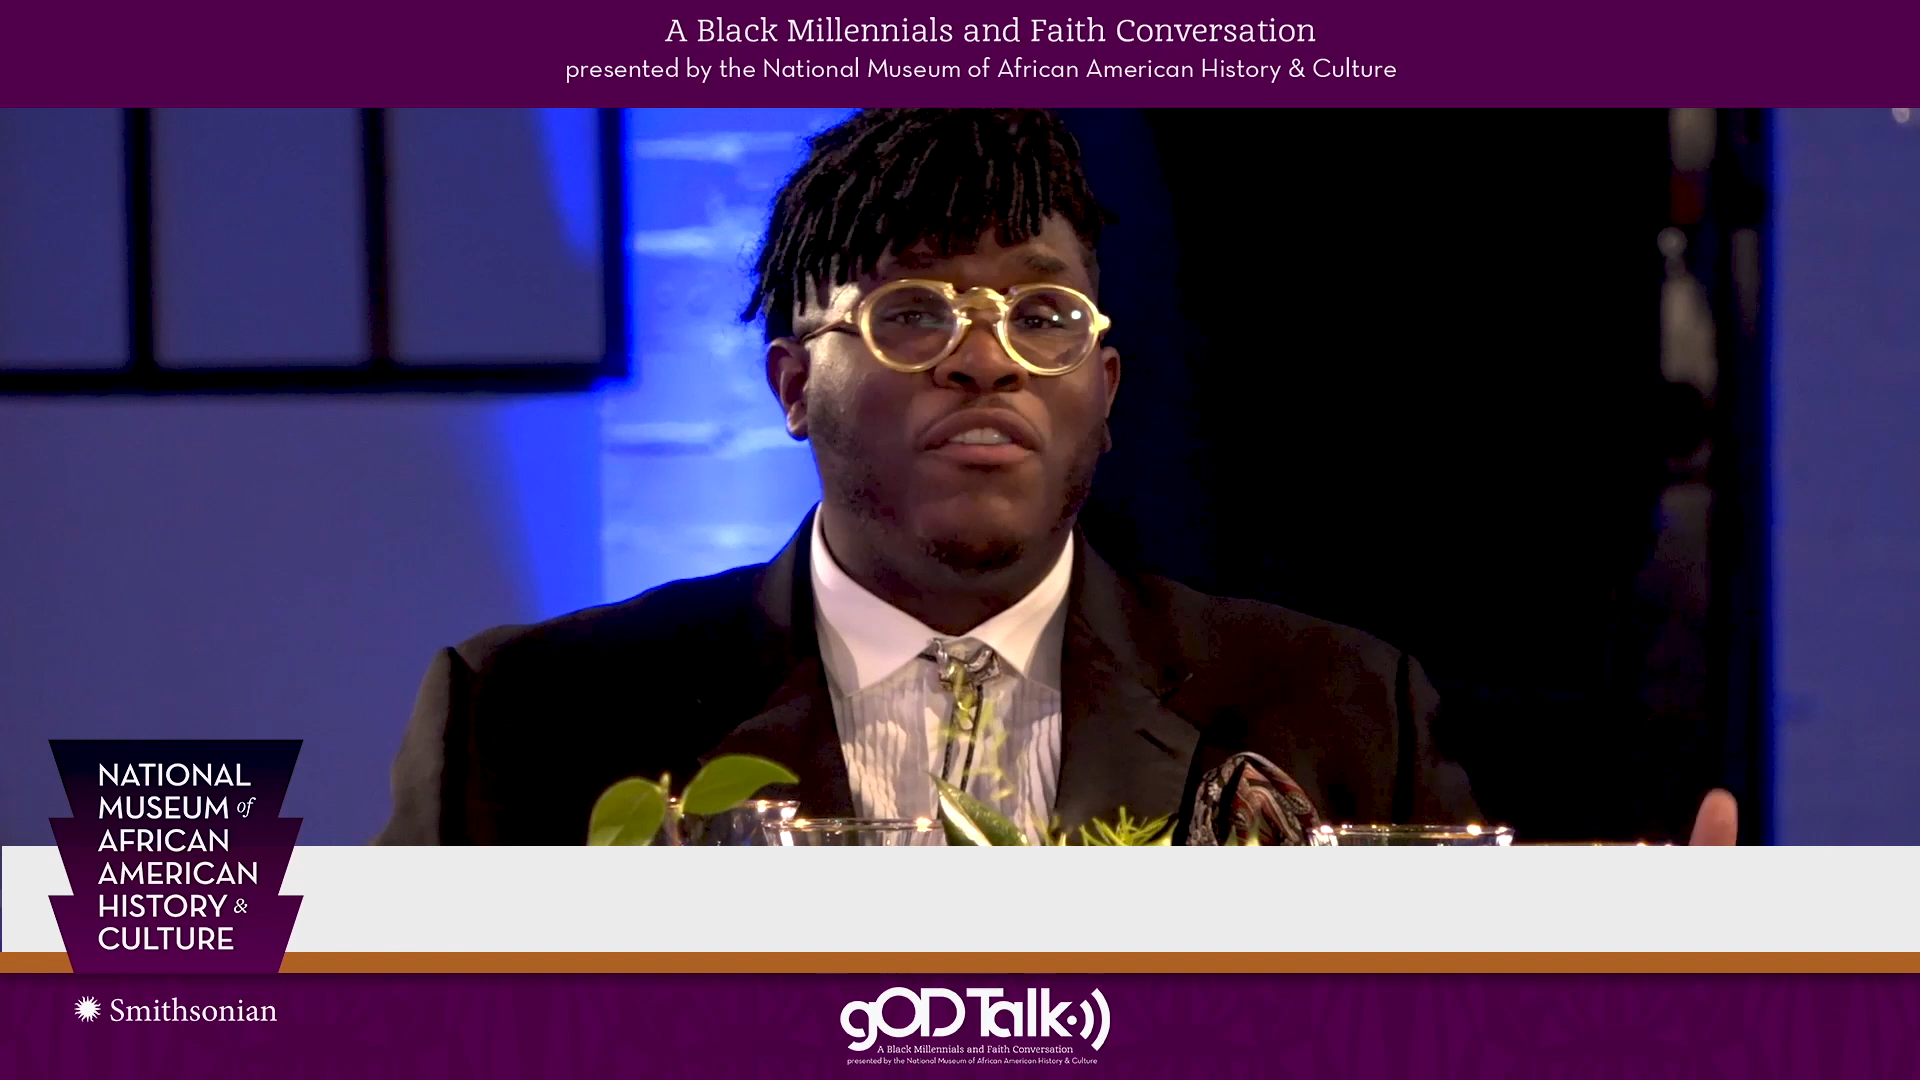 A Black Millennials and Faith Conversation
presented by the National Museum of African American History & Culture
NATIONAL
MUSEUM of
AFRICAN
AMERICAN
HISTORY &
CULTURE
Smithsonian
gODTalk
A Black Millennials and Faith Conversation
presented by the National Museum of African American History & Culture